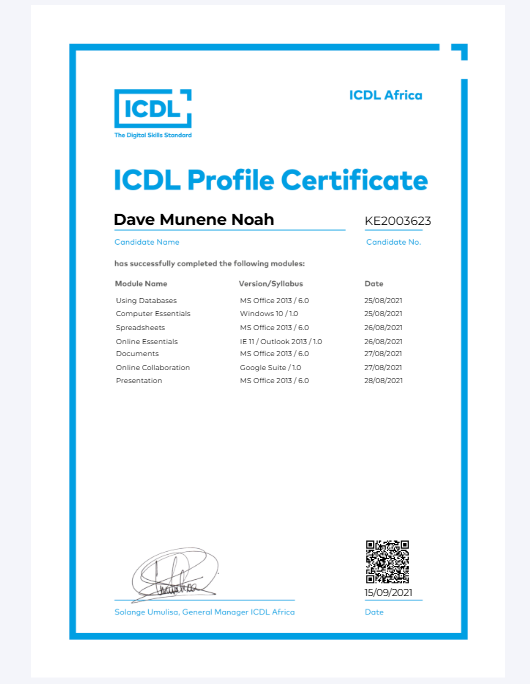 ICDL
The Digital Skills Standard
ICDL Africa
ICDL Profile Certificate
Dave Munene Noah KE2003623
Candidate Name Candidate No.
has successfully completed the following modules:
Module Name Version/Syllabus Date
Using Databases MS Office 2013 / 6.0 25/08/2021
Computer Essentials Windows 10 / 1.0 25/08/2021
Spreadsheets MS Office 2013 / 6.0 26/08/2021
Online Essentials IE 11 / Outlook 2013 / 1.0 26/08/2021
Documents MS Office 2013 / 6.0 27/08/2021
Online Collaboration Google Suite / 1.0 27/08/2021
Presentation MS Office 2013 / 6.0 28/08/2021
15/09/2021
Solange Umulisa, General Manager ICDL Africa Date